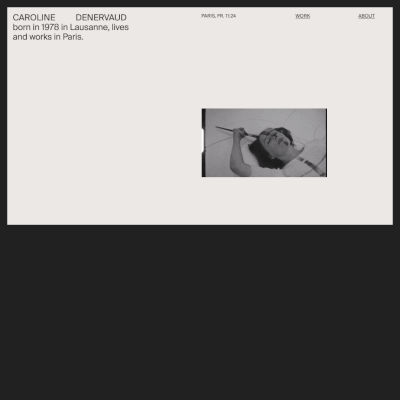 CAROLINE DENERVAUD
born in 1978 in Lausanne, lives
and works in Paris.
PARIS, FR 11:24
WORK
ABOUT